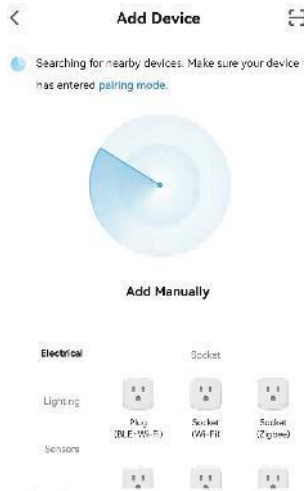 Add Device
Searching for nearby devices. Make sure your device
has entered pairing mode.
Add Manually
Electrical
Socket
Lighting
Plug
(BLE+Wi-Fi)
Socket
(Wi-Fi)
Socket
(Zigbee)
Sensors